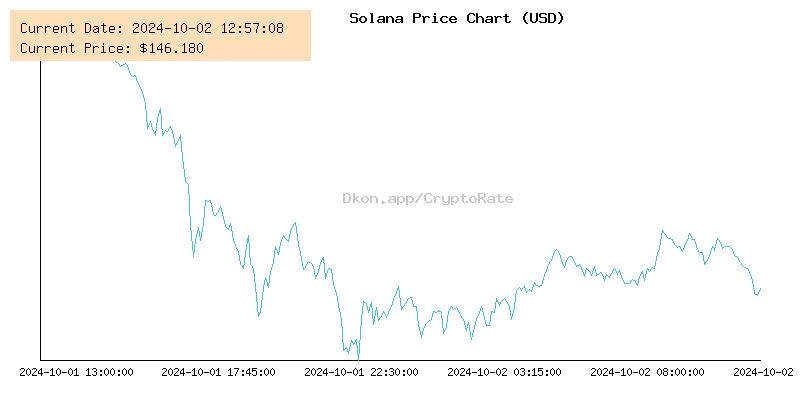 Solana Price Chart (USD)
Current Date: 2024-10-02 12:57:08
Current Price: $146.180
Dkon.app/CryptoRate
2024-10-01 13:00:00 2024-10-01 17:45:00 2024-10-01 22:30:00 2024-10-02 03:15:00 2024-10-02 08:00:00 2024-10-02